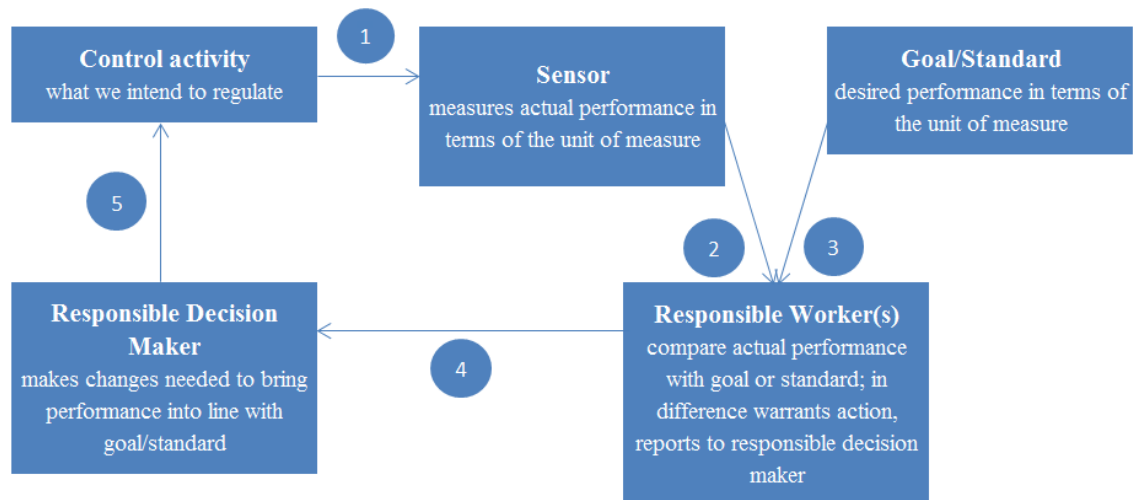 Control activity
what we intend to regulate
1
Sensor
measures actual performance in
terms of the unit of measure
Goal/Standard
desired performance in terms of
the unit of measure
5
2
3
Responsible Decision
Maker
makes changes needed to bring
performance into line with
goal/standard
4
Responsible Worker(s)
compare actual performance
with goal or standard; in
difference warrants action,
reports to responsible decision
maker